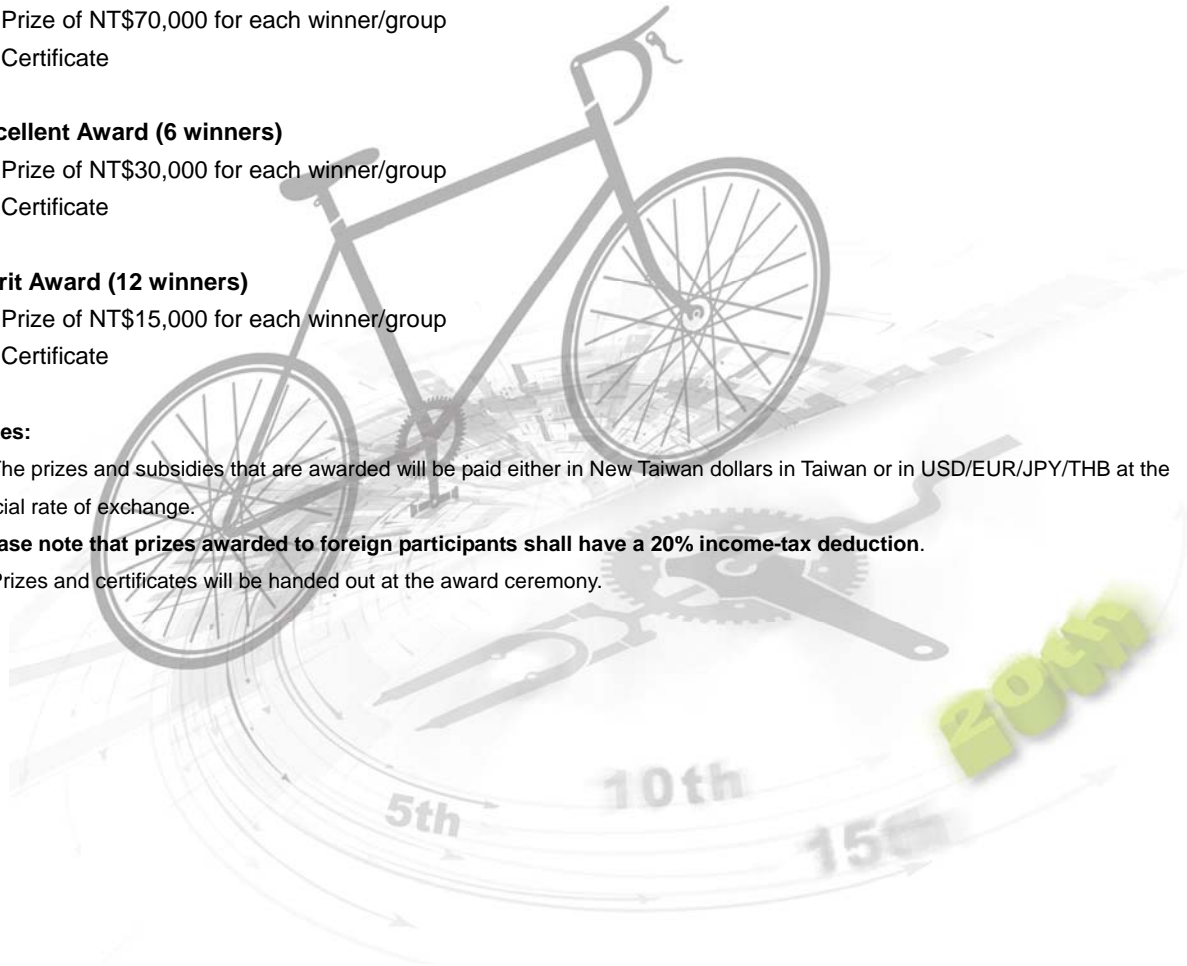 Prize of NT$70,000 for each winner/group
Certificate
cellent Award (6 winners)
Prize of NT$30,000 for each winner/group
Certificate
rit Award (12 winners)
Prize of NT$15,000 for each winner/group
Certificate
es:
The prizes and subsidies that are awarded will be paid either in New Taiwan dollars in Taiwan or in USD/EUR/JPY/THB at the
cial rate of exchange.
ase note that prizes awarded to foreign participants shall have a 20% income-tax deduction.
Prizes and certificates will be handed out at the award ceremony.
20th
10th
5th
15th